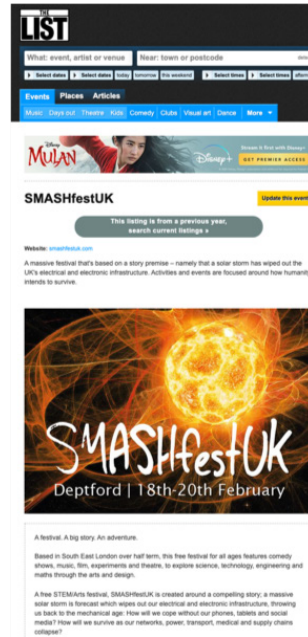 THE
LIST
What: event, artist or venue Near: town or postcode
Select dates Select dates today tomorrow this weekend Select times Select times
Events Places Articles
Music Days out Theatre Kids Comedy Clubs Visual art Dance More
Disney
MULAN
Disney+
Stream it first with Disney+
GET PREMIER ACCESS
SMASHfestUK
Update this event
This listing is from a previous year,
search current listings »
Website: smashfestuk.com
A massive festival that's based on a story premise – namely that a solar storm has wiped out the
UK's electrical and electronic infrastructure. Activities and events are focused around how humanity
intends to survive.
SMASHfestUK
Deptford | 18th-20th February
A festival. A big story. An adventure.
Based in South East London over half term, this free festival for all ages features comedy
shows, music, film, experiments and theatre, to explore science, technology, engineering and
maths through the arts and design.
A free STEM/Arts festival, SMASHfestUK is created around a compelling story; a massive
solar storm is forecast which wipes out our electrical and electronic infrastructure, throwing
us back to the mechanical age: How will we cope without our phones, tablets and social
media? How will we survive as our networks, power, transport, medical and supply chains
collapse?